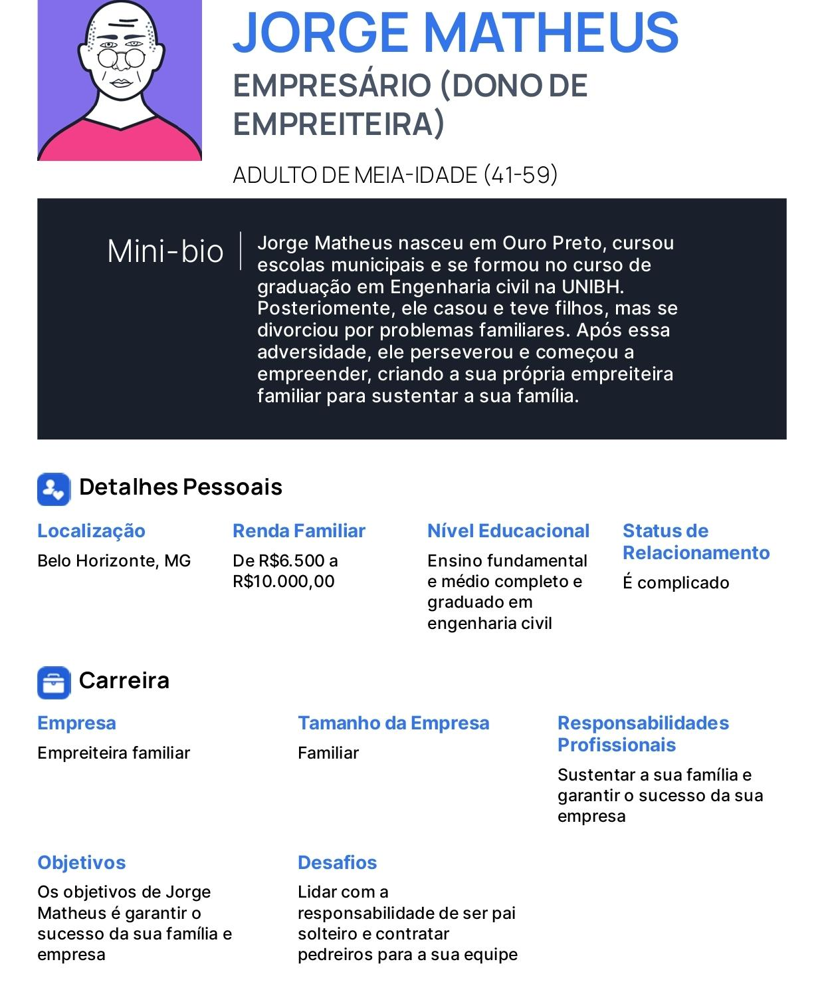 JORGE MATHEUS
EMPRESÁRIO (DONO DE
EMPREITEIRA)
ADULTO DE MEIA-IDADE (41-59)
Mini-bio
Jorge Matheus nasceu em Ouro Preto, cursou
escolas municipais e se formou no curso de
graduação em Engenharia civil na UNIBH.
Posteriomente, ele casou e teve filhos, mas se
divorciou por problemas familiares. Após essa
adversidade, ele perseverou e começou a
empreender, criando a sua própria empreiteira
familiar para sustentar a sua família.
Detalhes Pessoais
Localização
Belo Horizonte, MG
Renda Familiar
De R$6.500 a
R$10.000,00
Nível Educacional
Ensino fundamental
e médio completo e
graduado em
engenharia civil
Status de
Relacionamento
É complicado
Carreira
Empresa
Empreiteira familiar
Tamanho da Empresa
Familiar
Responsabilidades
Profissionais
Sustentar a sua família e
garantir o sucesso da sua
empresa
Objetivos
Os objetivos de Jorge
Matheus é garantir o
sucesso da sua família e
empresa
Desafios
Lidar com a
responsabilidade de ser pai
solteiro e contratar
pedreiros para a sua equipe